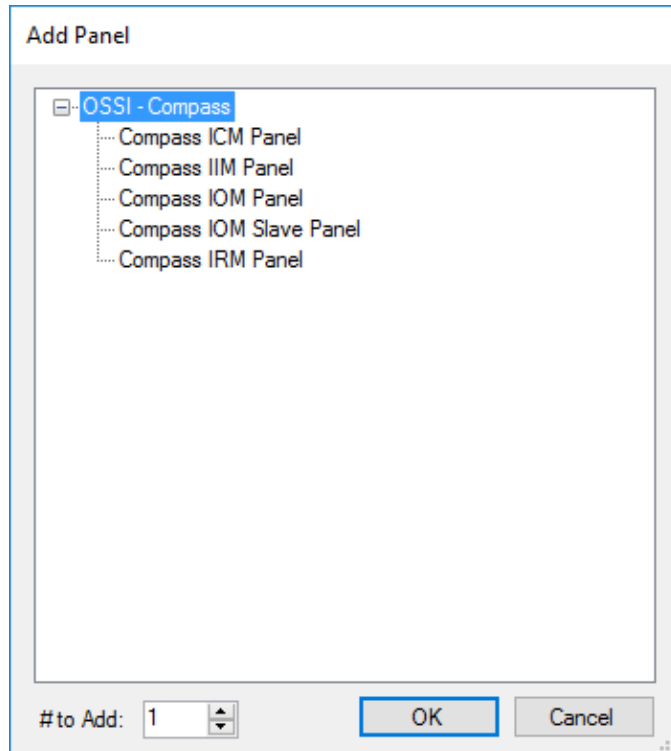 Add Panel
OSSI - Compass
Compass ICM Panel
Compass IIM Panel
Compass IOM Panel
Compass IOM Slave Panel
Compass IRM Panel
# to Add: 1 OK Cancel